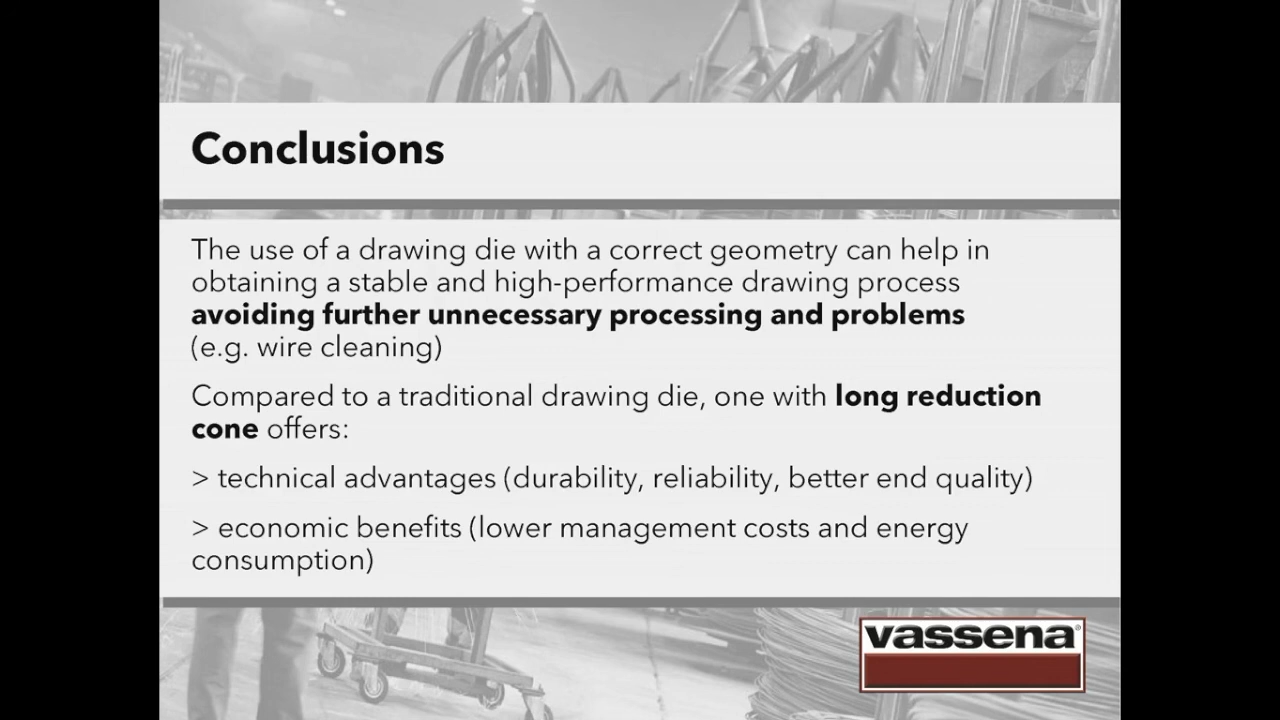 Conclusions
The use of a drawing die with a correct geometry can help in
obtaining a stable and high-performance drawing process
avoiding further unnecessary processing and problems
(e.g. wire cleaning)
Compared to a traditional drawing die, one with long reduction
cone offers:
> technical advantages (durability, reliability, better end quality)
> economic benefits (lower management costs and energy
consumption)
vassena®